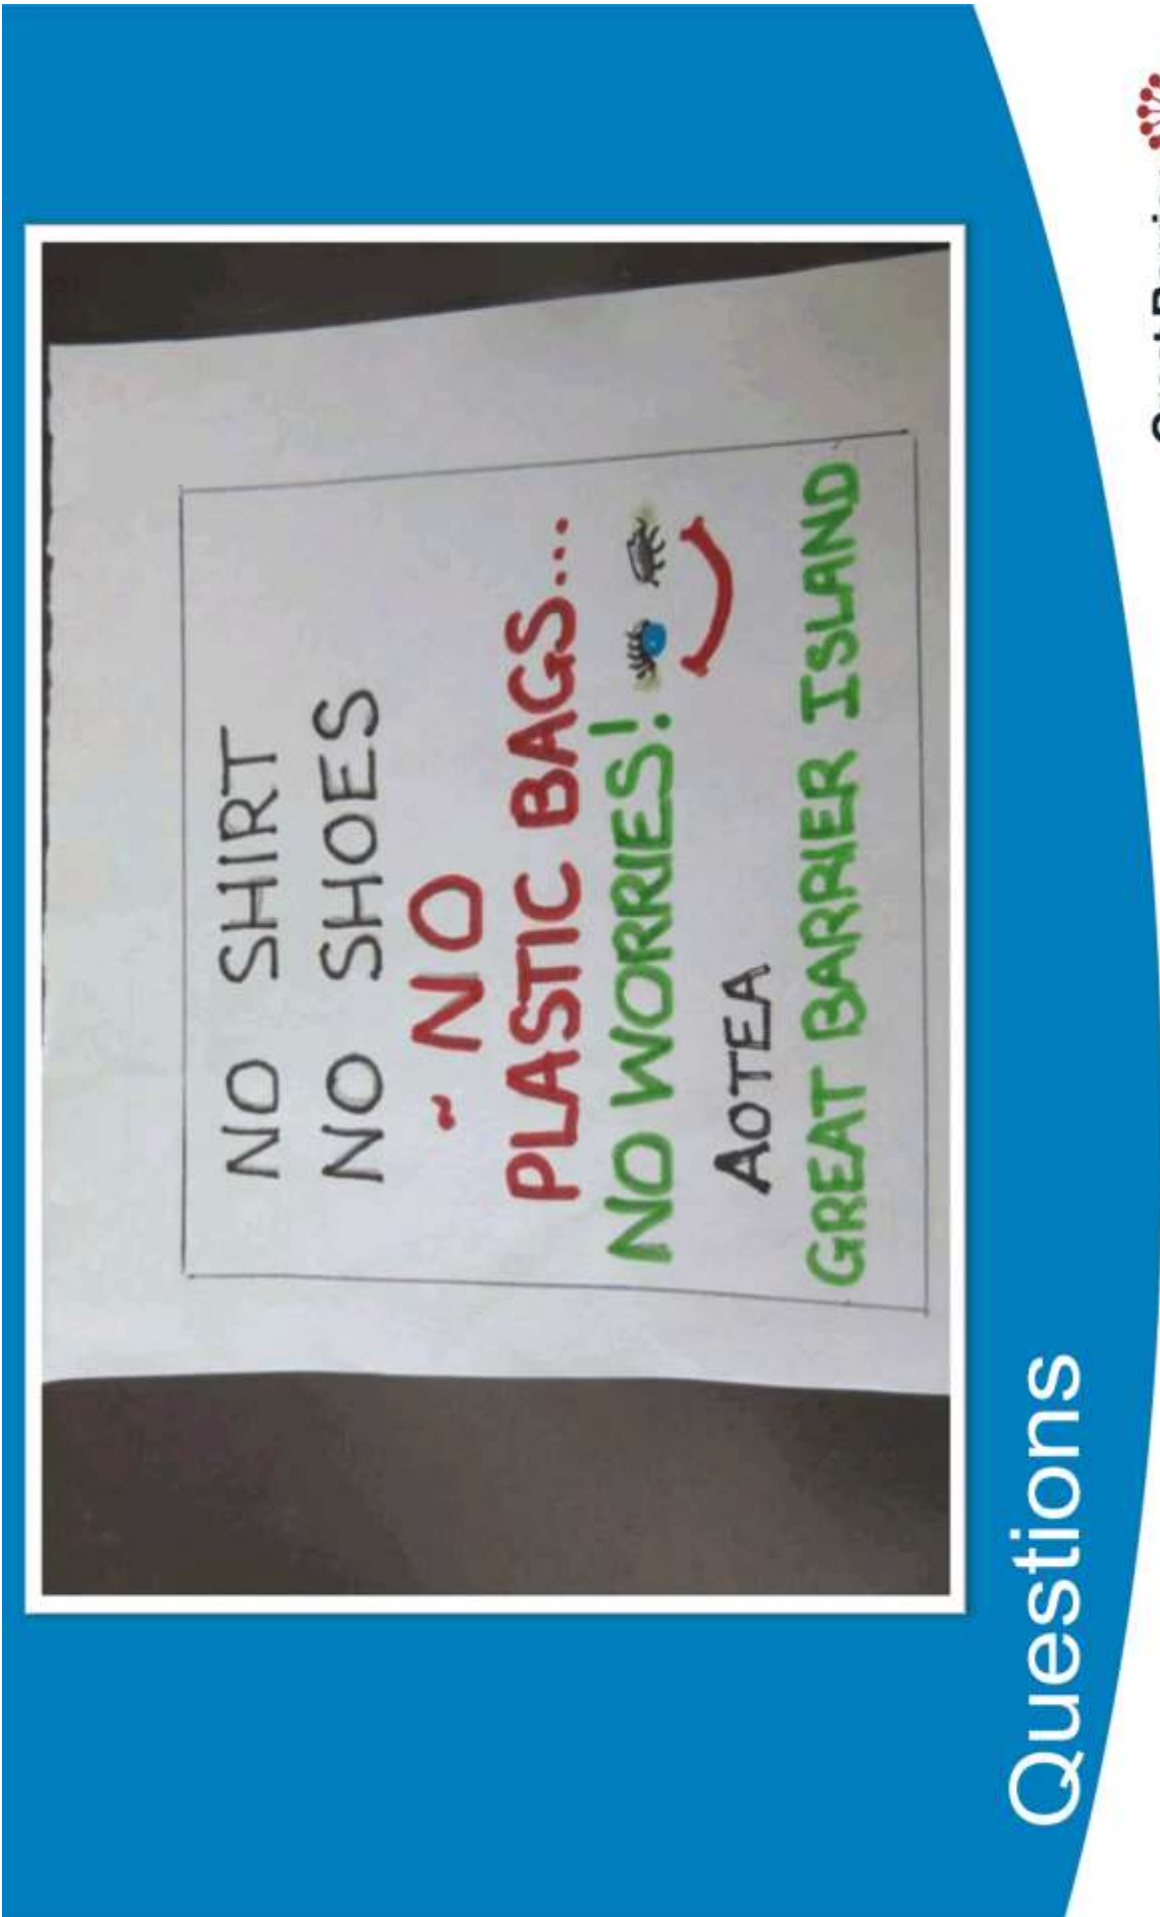 NO SHIRT
NO SHOES
~ NO
PLASTIC BAGS...
NO WORRIES!
AOTEA
GREAT BARRIER ISLAND
Questions